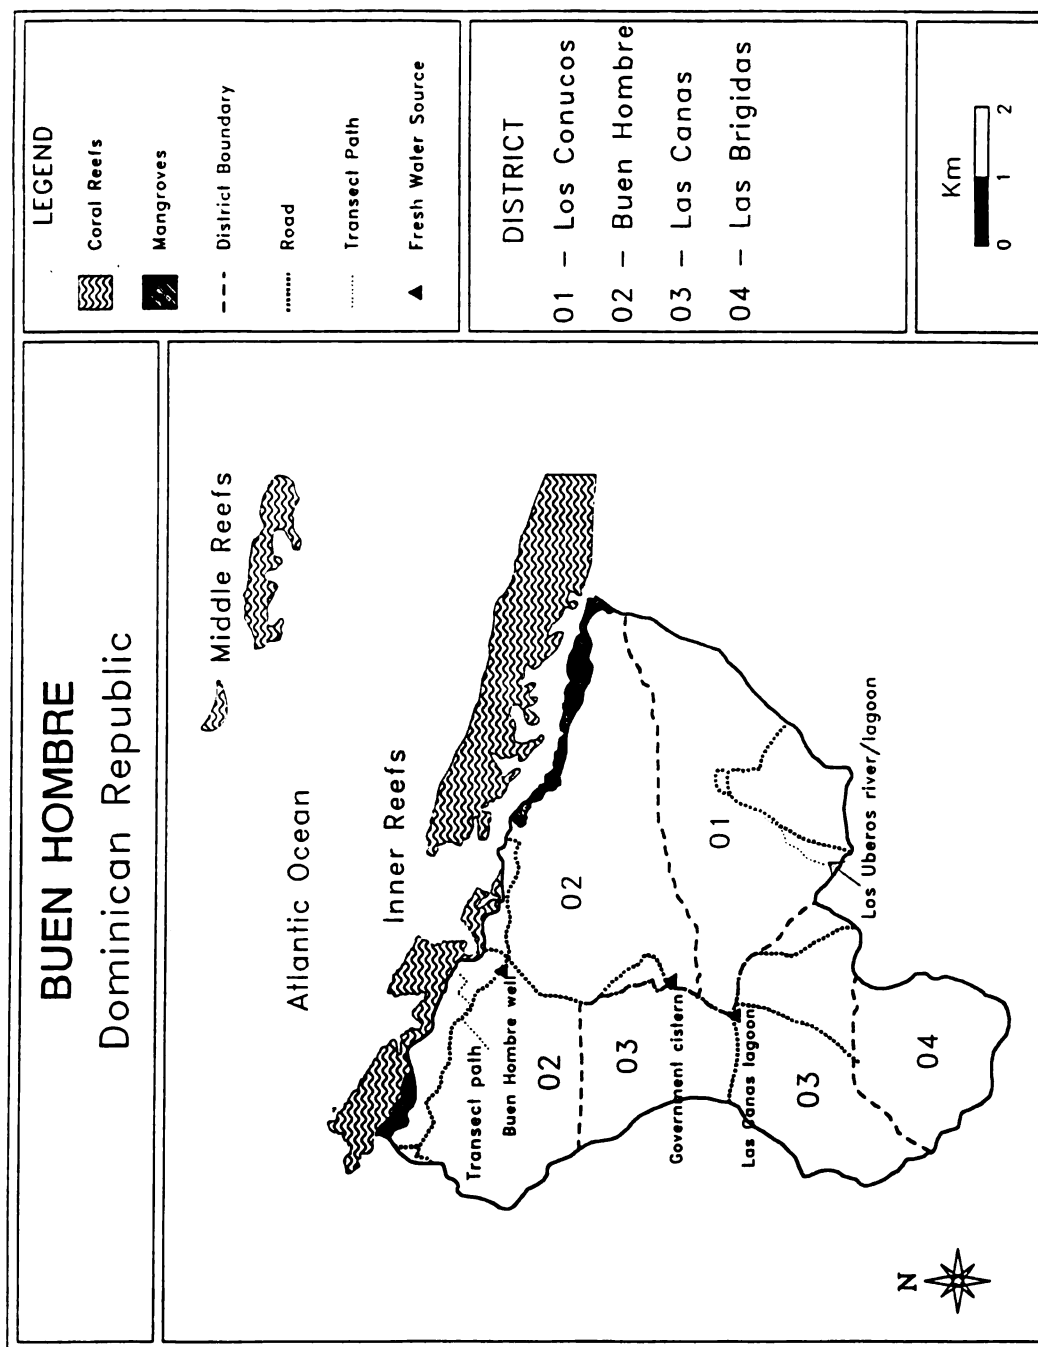 BUEN HOMBRE
Dominican Republic
LEGEND
Coral Reefs
Mangroves
District Boundary
Road
Transect Path
Fresh Water Source
DISTRICT
01 – Los Conucos
02 – Buen Hombre
03 – Las Canas
04 – Las Brigidas
Km
0 1 2
Middle Reefs
Atlantic Ocean
Inner Reefs
Transect path
Buen Hombre well
02
02
03
Government cistern
01
Las Canas lagoon
Los Uberos river/lagoon
03
04
N